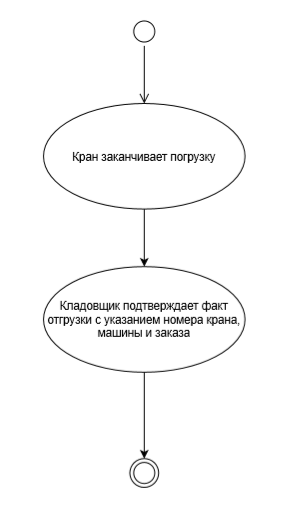 Кран заканчивает погрузку
Кладовщик подтверждает факт
отгрузки с указанием номера крана,
машины и заказа